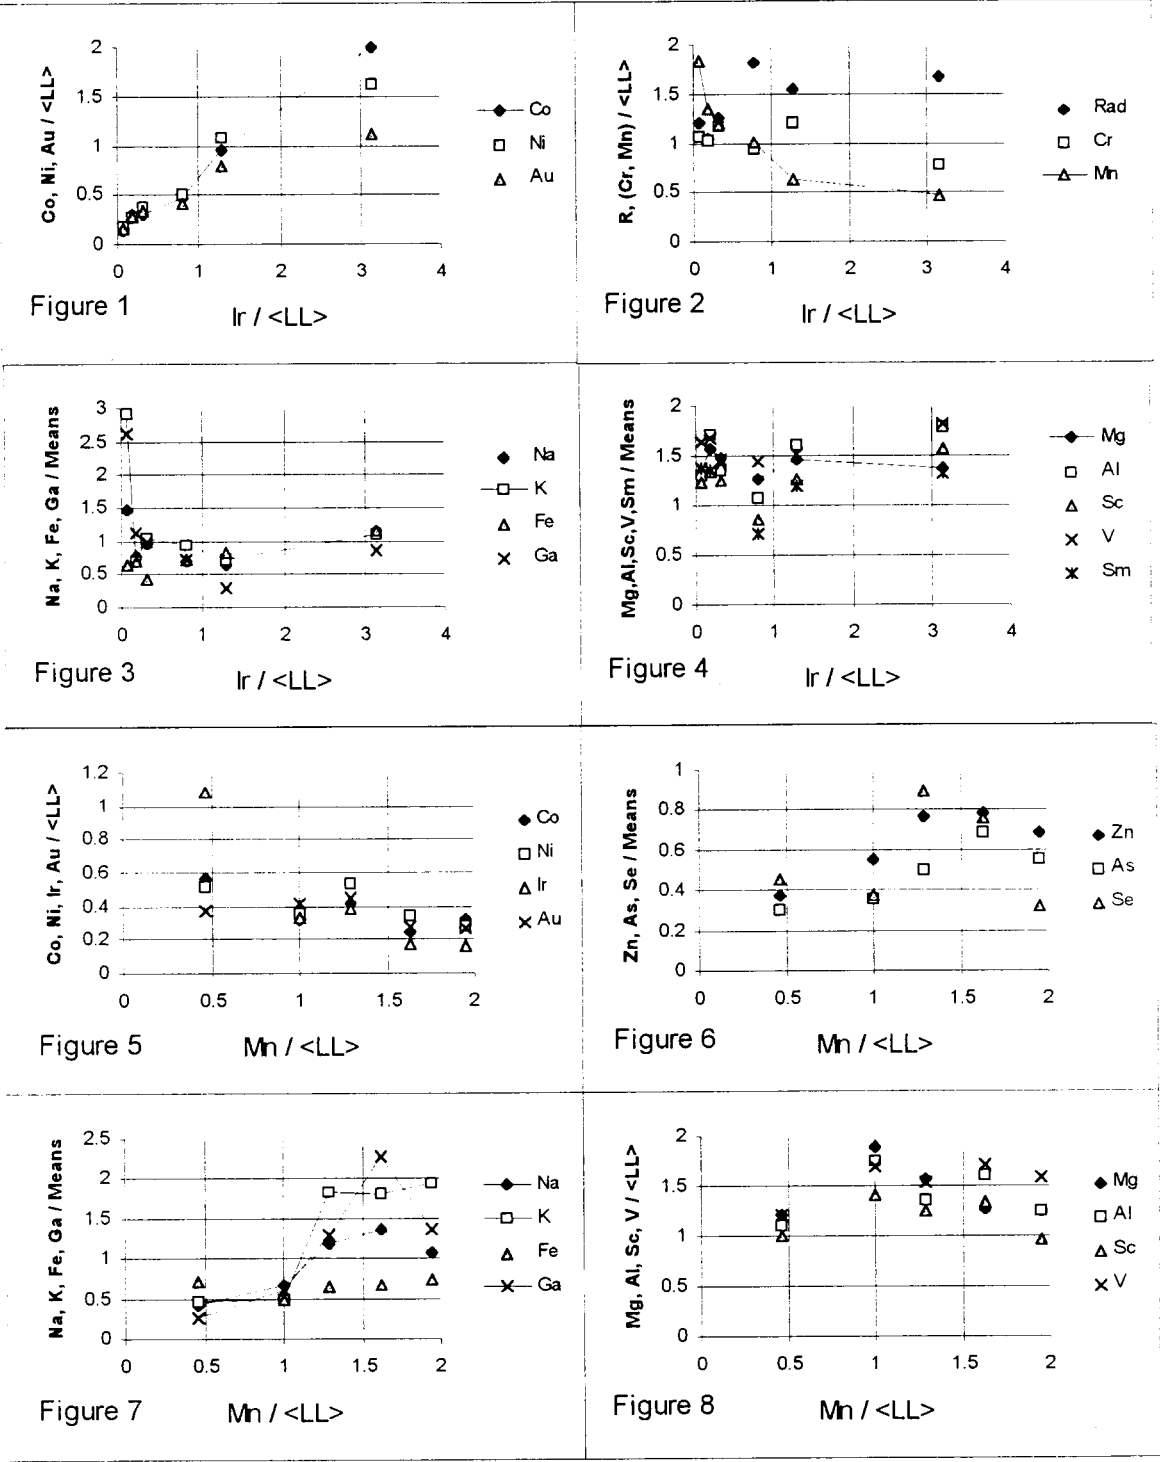 Co, Ni, Au / <LL>
2
1.5
1
0.5
0
0 1 2 3 4
Co
Ni
Au
Figure 1
Ir / <LL>
R, (Cr, Mn) / <LL>
2
1.5
1
0.5
0
0 1 2 3 4
Rad
Cr
Mn
Figure 2
Ir / <LL>
Na, K, Fe, Ga / Means
3
2.5
2
1.5
1
0.5
0
0 1 2 3 4
Na
K
Fe
Ga
Figure 3
Ir / <LL>
Mg,Al,Sc,V,Sm / Means
2
1.5
1
0.5
0
0 1 2 3 4
Mg
Al
Sc
V
Sm
Figure 4
Ir / <LL>
Co, Ni, Ir, Au / <LL>
1.2
1
0.8
0.6
0.4
0.2
0
0 0.5 1 1.5 2
Co
Ni
Ir
Au
Figure 5
Mn / <LL>
Zn, As, Se / Means
1
0.8
0.6
0.4
0.2
0
0 0.5 1 1.5 2
Zn
As
Se
Figure 6
Mn / <LL>
Na, K, Fe, Ga / Means
2.5
2
1.5
1
0.5
0
0 0.5 1 1.5 2
Na
K
Fe
Ga
Figure 7
Mn / <LL>
Mg, Al, Sc, V / <LL>
2
1.5
1
0.5
0
0 0.5 1 1.5 2
Mg
Al
Sc
V
Figure 8
Mn / <LL>